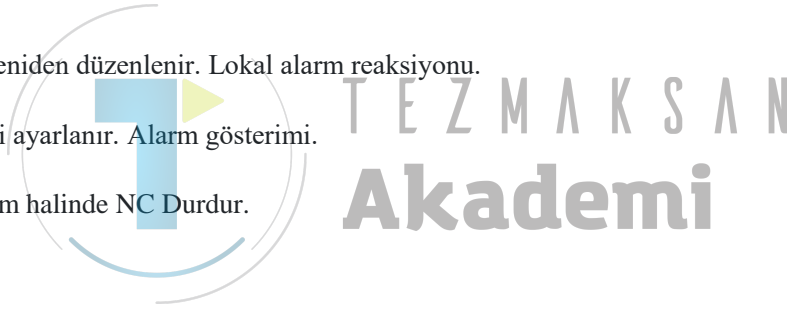 eniden düzenlenir. Lokal alarm reaksiyonu.
i ayarlanır. Alarm gösterimi.
m halinde NC Durdur.
TEZMAKSAN
Akademi